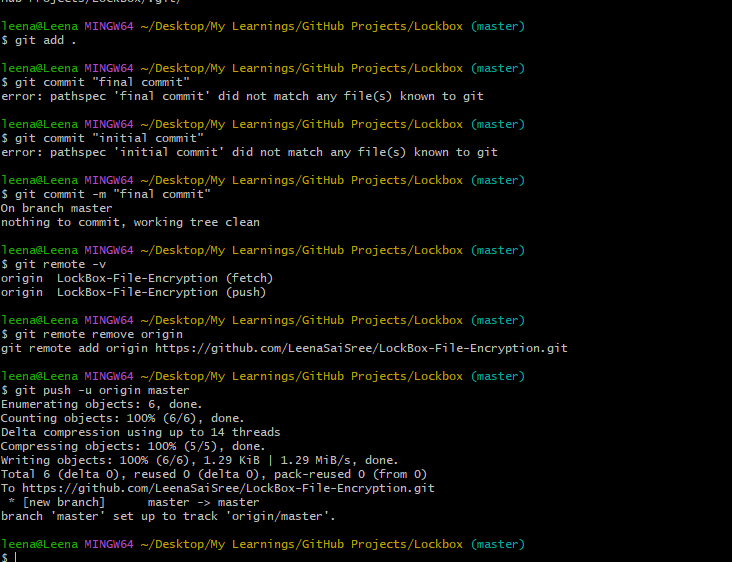 hub Projects/Lockbox/.git/
leena@Leena MINGW64 ~/Desktop/My Learnings/GitHub Projects/Lockbox (master)
$ git add .
leena@Leena MINGW64 ~/Desktop/My Learnings/GitHub Projects/Lockbox (master)
$ git commit "final commit"
error: pathspec 'final commit' did not match any file(s) known to git
leena@Leena MINGW64 ~/Desktop/My Learnings/GitHub Projects/Lockbox (master)
$ git commit "initial commit"
error: pathspec 'initial commit' did not match any file(s) known to git
leena@Leena MINGW64 ~/Desktop/My Learnings/GitHub Projects/Lockbox (master)
$ git commit -m "final commit"
On branch master
nothing to commit, working tree clean
leena@Leena MINGW64 ~/Desktop/My Learnings/GitHub Projects/Lockbox (master)
$ git remote -v
origin  LockBox-File-Encryption (fetch)
origin  LockBox-File-Encryption (push)
leena@Leena MINGW64 ~/Desktop/My Learnings/GitHub Projects/Lockbox (master)
$ git remote remove origin
git remote add origin https://github.com/LeenaSaiSree/LockBox-File-Encryption.git
leena@Leena MINGW64 ~/Desktop/My Learnings/GitHub Projects/Lockbox (master)
$ git push -u origin master
Enumerating objects: 6, done.
Counting objects: 100% (6/6), done.
Delta compression using up to 14 threads
Compressing objects: 100% (5/5), done.
Writing objects: 100% (6/6), 1.29 KiB | 1.29 MiB/s, done.
Total 6 (delta 0), reused 0 (delta 0), pack-reused 0 (from 0)
To https://github.com/LeenaSaiSree/LockBox-File-Encryption.git
 * [new branch]      master -> master
branch 'master' set up to track 'origin/master'.
leena@Leena MINGW64 ~/Desktop/My Learnings/GitHub Projects/Lockbox (master)
$